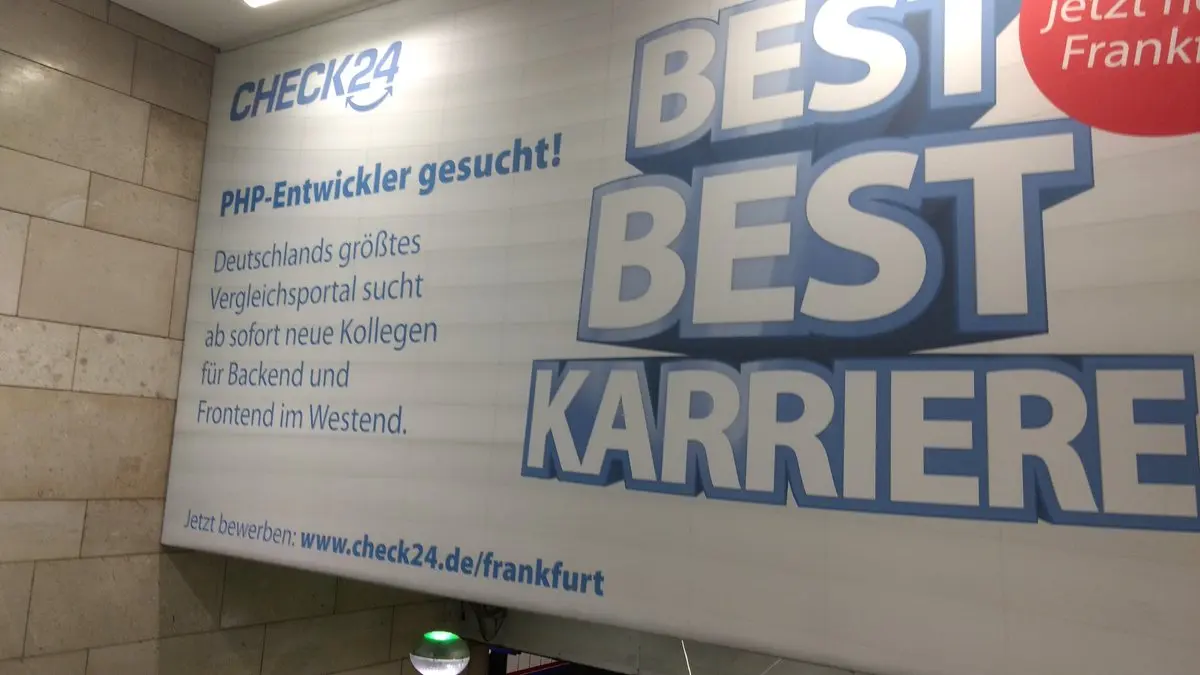 CHECK24
PHP-Entwickler gesucht!
Deutschlands größtes
Vergleichsportal sucht
ab sofort neue Kollegen
für Backend und
Frontend im Westend.
Jetzt bewerben: www.check24.de/frankfurt
BEST
BEST
KARRIERE
jetzt